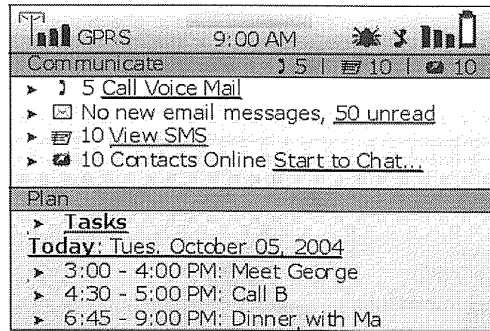 GPRS 9:00 AM
Communicate 5 | 10 | 10
5 Call Voice Mail
No new email messages, 50 unread
10 View SMS
10 Contacts Online Start to Chat...
Plan
Tasks
Today: Tues. October 05, 2004
3:00 - 4:00 PM: Meet George
4:30 - 5:00 PM: Call B
6:45 - 9:00 PM: Dinner with Ma